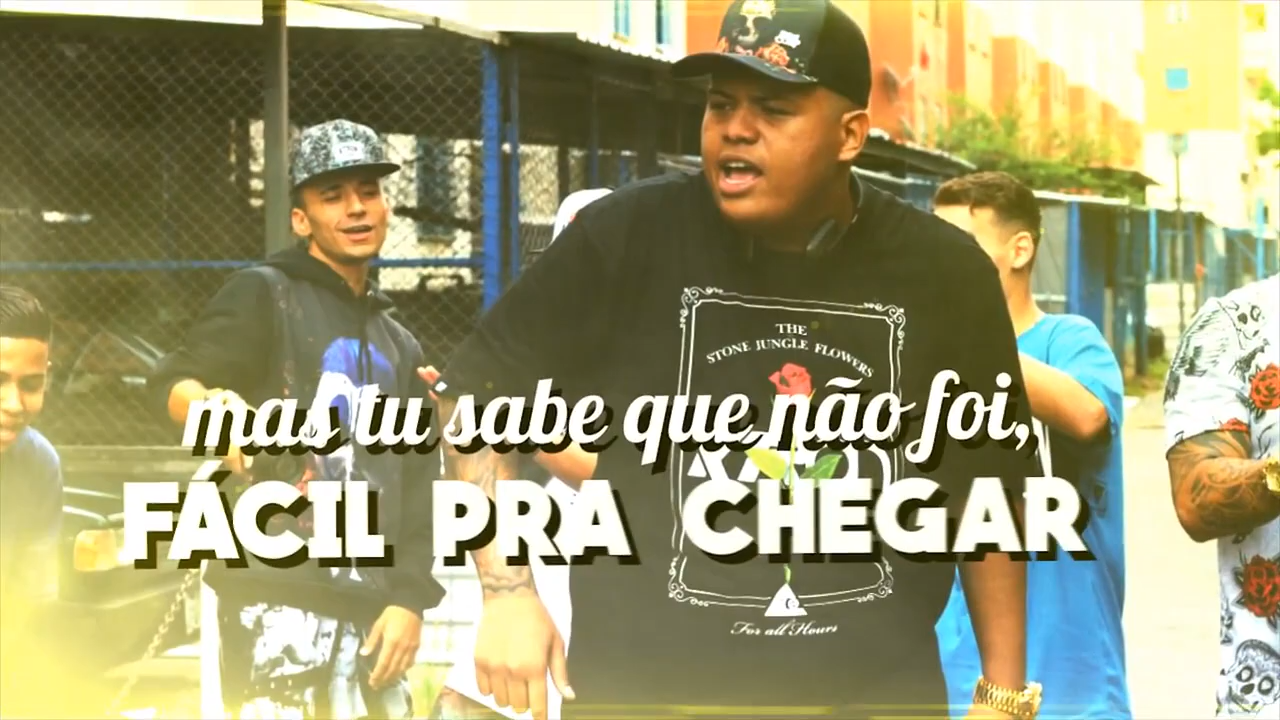 THE
STONE JUNGLE FLOWERS
mas tu sabe que não foi,
FÁCIL PRA CHEGAR
For all Hours